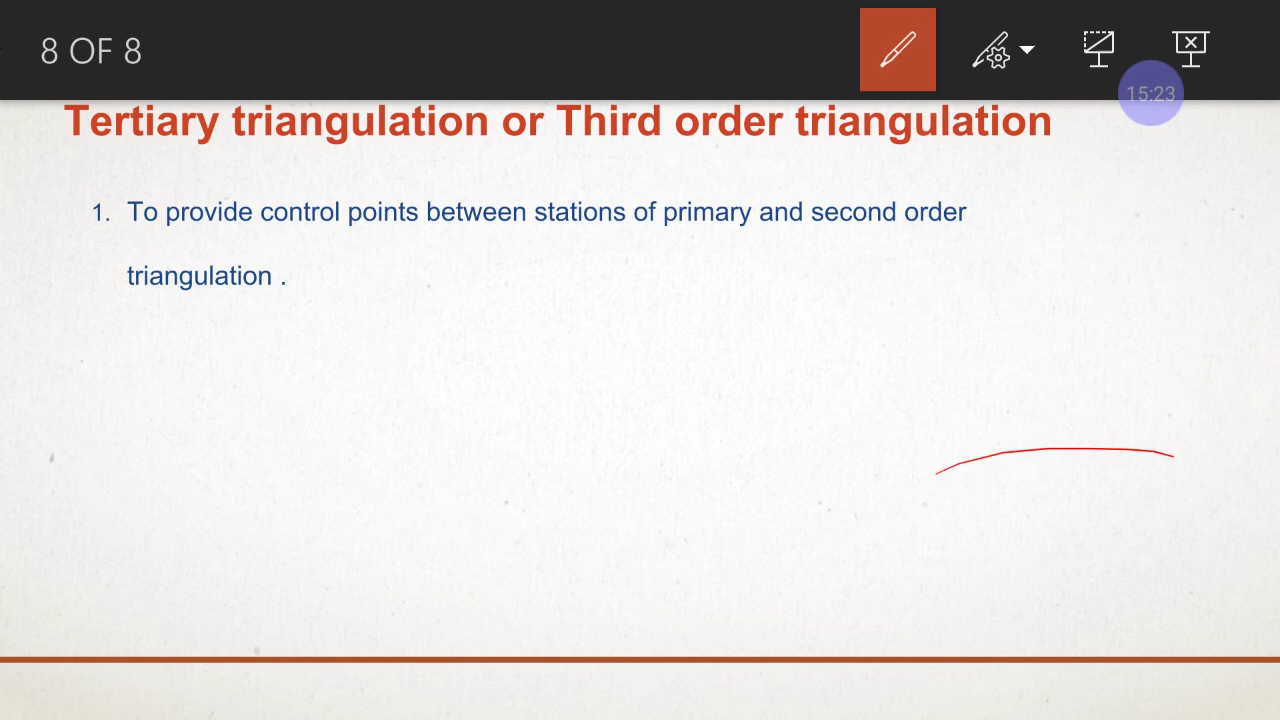 8 OF 8
15:23
Tertiary triangulation or Third order triangulation
1. To provide control points between stations of primary and second order
triangulation .